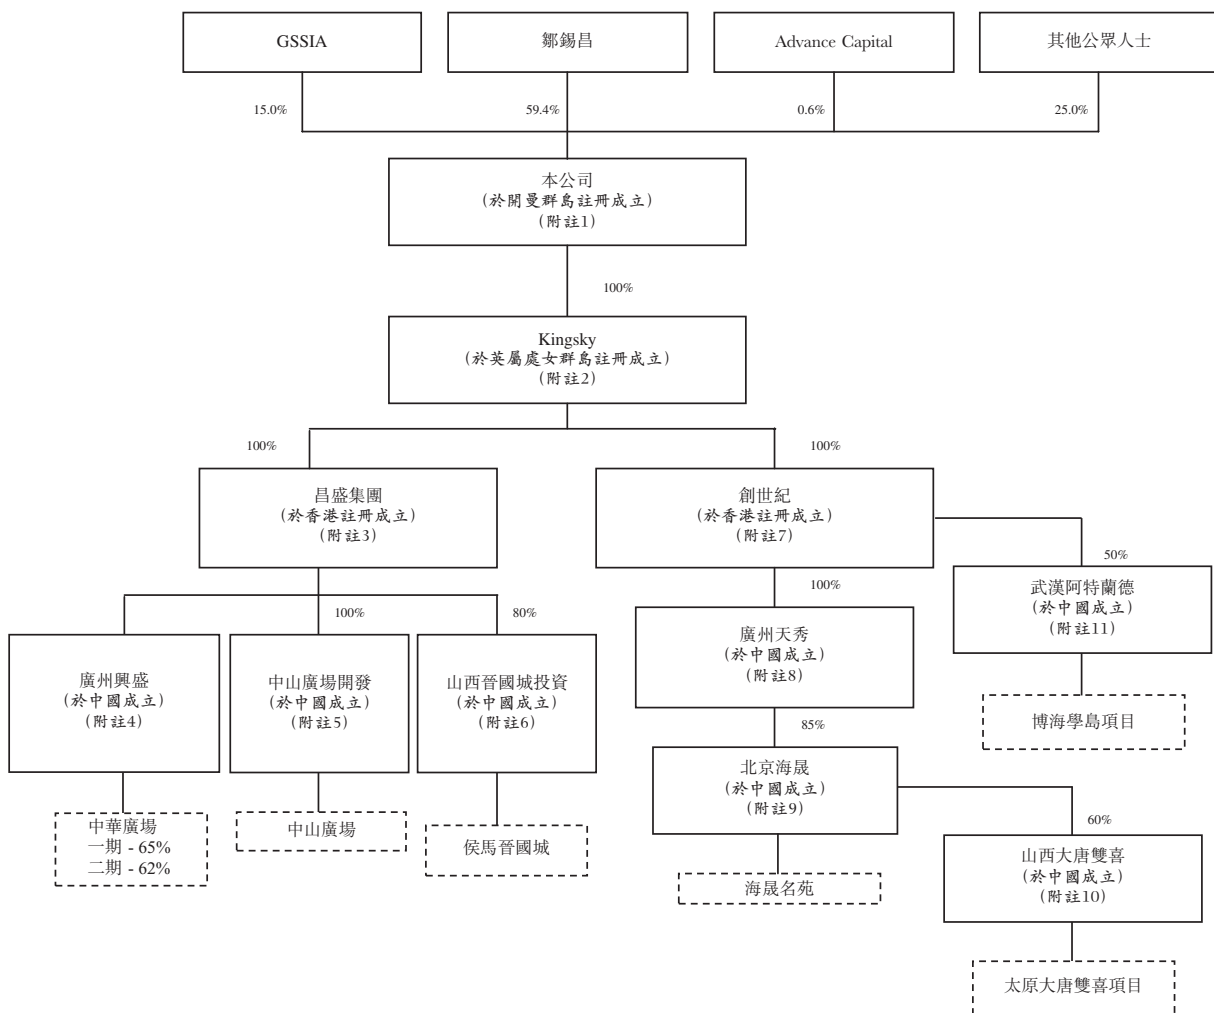 GSSIA
鄒錫昌
Advance Capital
其他公眾人士
15.0%
59.4%
0.6%
25.0%
本公司
(於開曼群島註冊成立)
(附註1)
100%
Kingsky
(於英屬處女群島註冊成立)
(附註2)
100%
100%
昌盛集團
(於香港註冊成立)
(附註3)
創世紀
(於香港註冊成立)
(附註7)
50%
100%
80%
100%
武漢阿特蘭德
(於中國成立)
(附註11)
廣州興盛
(於中國成立)
(附註4)
中山廣場開發
(於中國成立)
(附註5)
山西晉國城投資
(於中國成立)
(附註6)
廣州天秀
(於中國成立)
(附註8)
博海學島項目
85%
北京海晟
(於中國成立)
(附註9)
中華廣場
一期 - 65%
二期 - 62%
中山廣場
侯馬晉國城
60%
海晟名苑
山西大唐雙喜
(於中國成立)
(附註10)
太原大唐雙喜項目